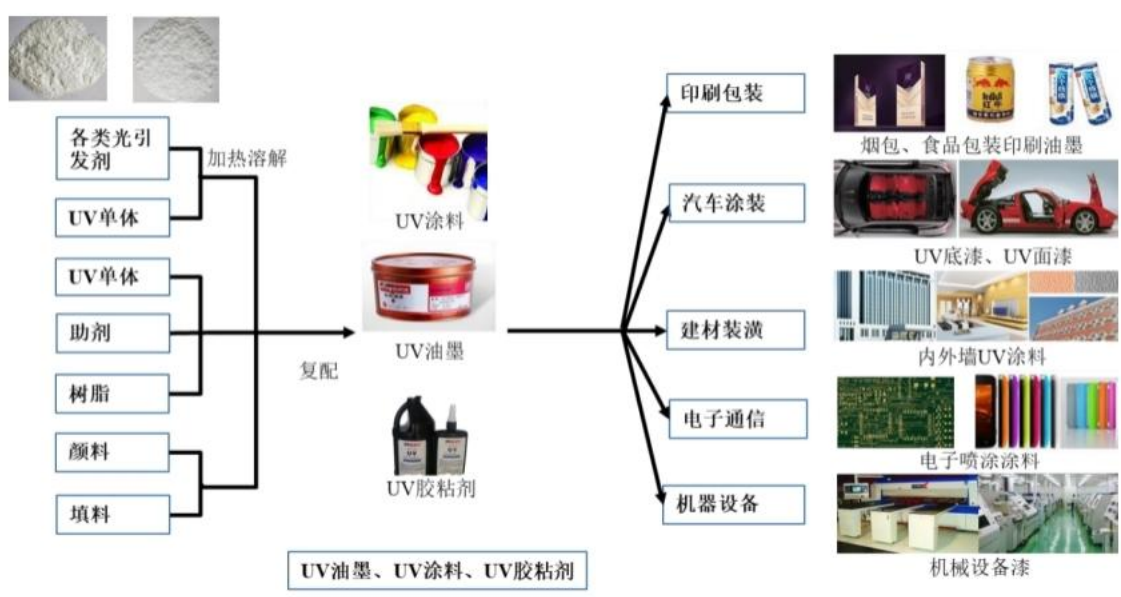 各类光引
发剂
加热溶解
UV单体
UV单体
助剂
树脂
颜料
填料
复配
UV涂料
UV油墨
UV
UV
UV胶粘剂
印刷包装
汽车涂装
建材装潢
电子通信
机器设备
红牛
烟包、食品包装印刷油墨
UV底漆、UV面漆
内外墙UV涂料
电子喷涂涂料
机械设备漆
UV油墨、UV涂料、UV胶粘剂